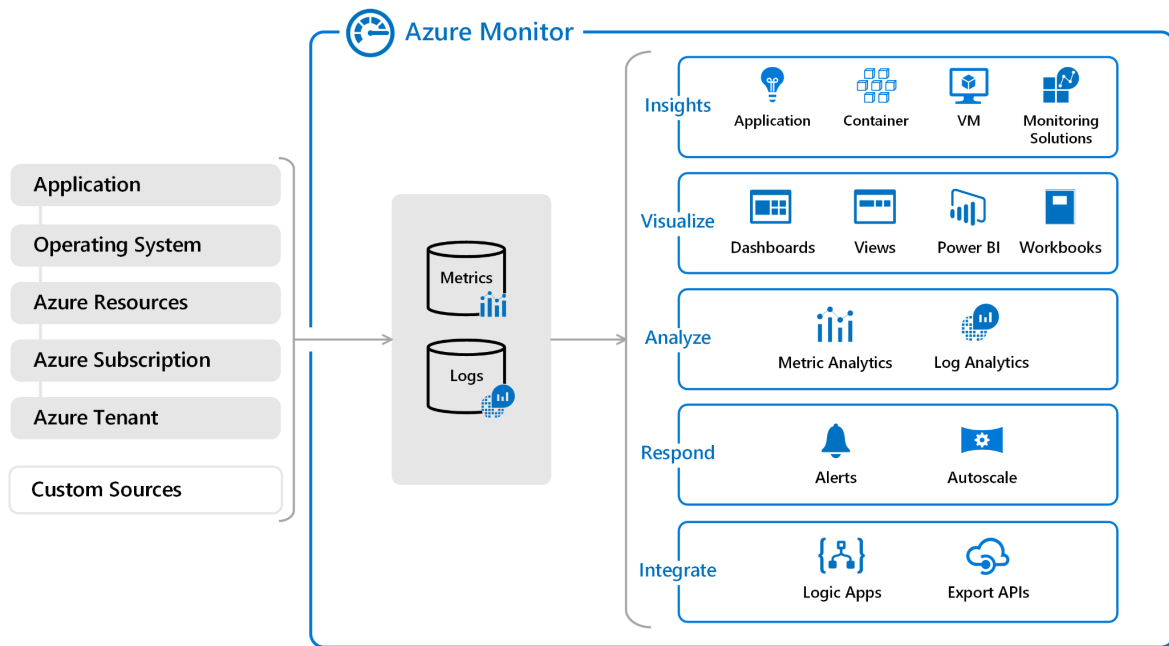 Azure Monitor
Application
Operating System
Azure Resources
Azure Subscription
Azure Tenant
Custom Sources
Metrics
Logs
Insights
Application
Container
VM
Monitoring
Solutions
Visualize
Dashboards
Views
Power BI
Workbooks
Analyze
Metric Analytics
Log Analytics
Respond
Alerts
Autoscale
Integrate
Logic Apps
Export APIs